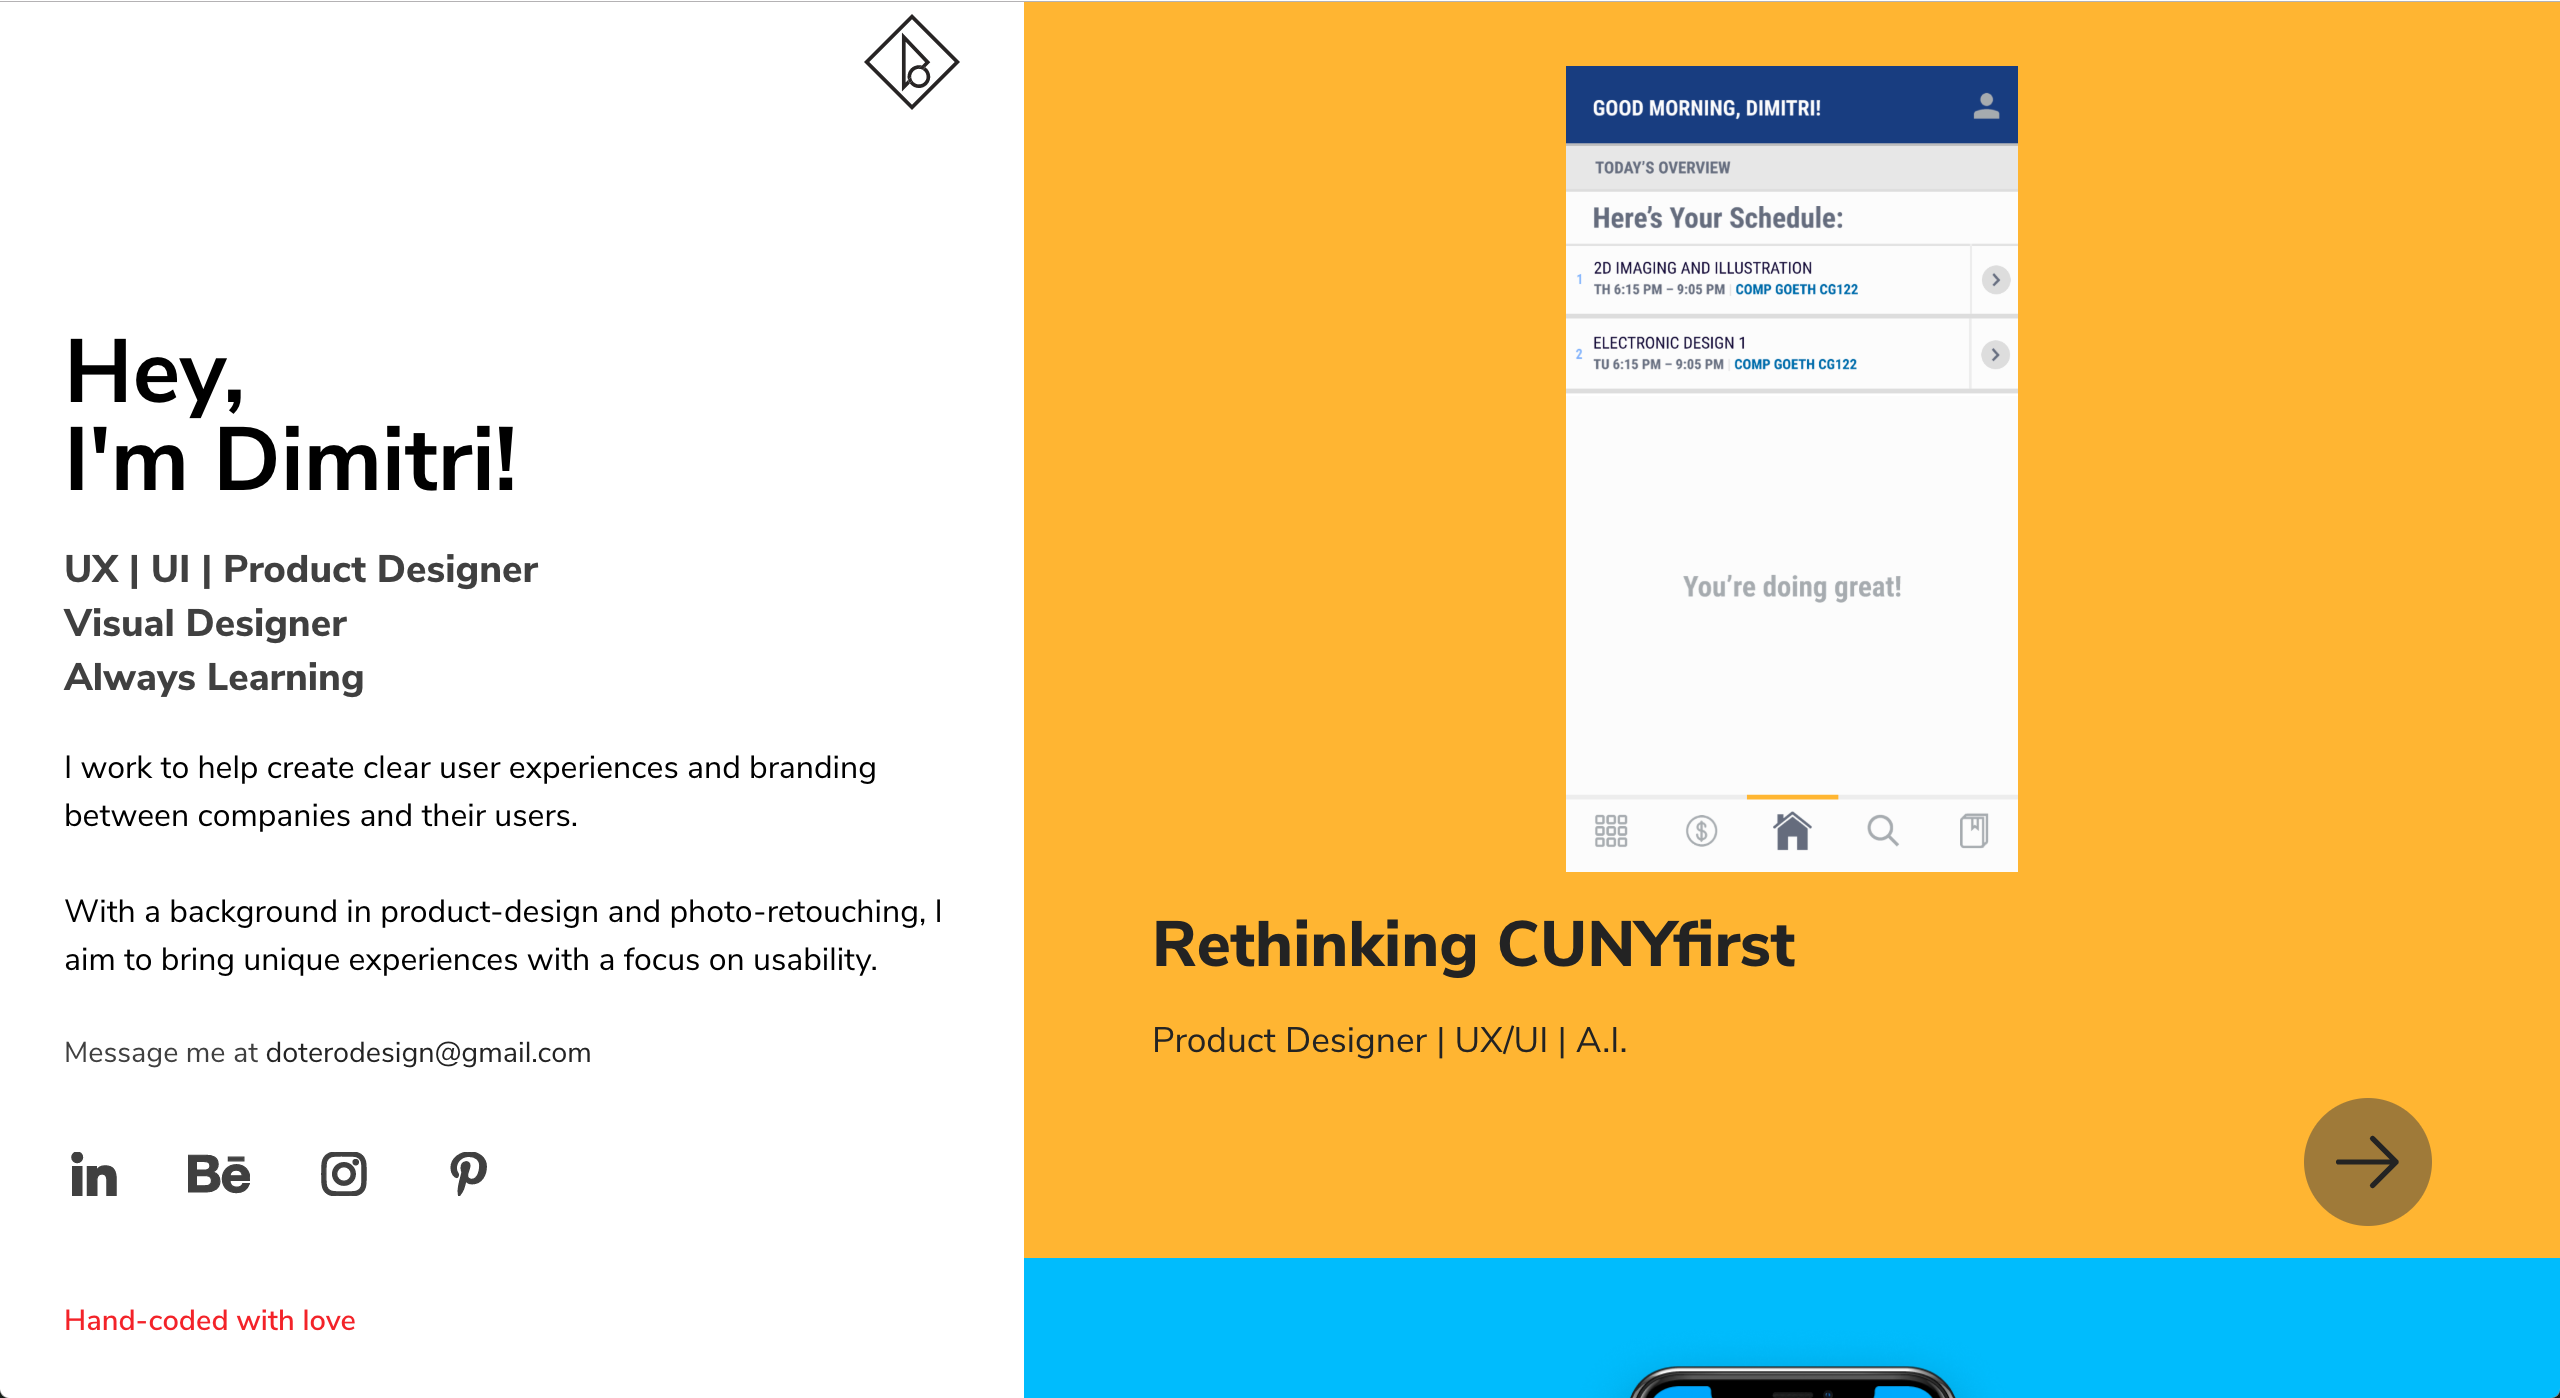 Hey,
I'm Dimitri!
UX | UI | Product Designer
Visual Designer
Always Learning
I work to help create clear user experiences and branding
between companies and their users.
With a background in product-design and photo-retouching, I
aim to bring unique experiences with a focus on usability.
Message me at doterodesign@gmail.com
in Bē
Hand-coded with love
GOOD MORNING, DIMITRI!
TODAY’S OVERVIEW
Here’s Your Schedule:
1 2D IMAGING AND ILLUSTRATION
TH 6:15 PM – 9:05 PM | COMP GOETH CG122
2 ELECTRONIC DESIGN 1
TU 6:15 PM – 9:05 PM | COMP GOETH CG122
You’re doing great!
Rethinking CUNYfirst
Product Designer | UX/UI | A.I.